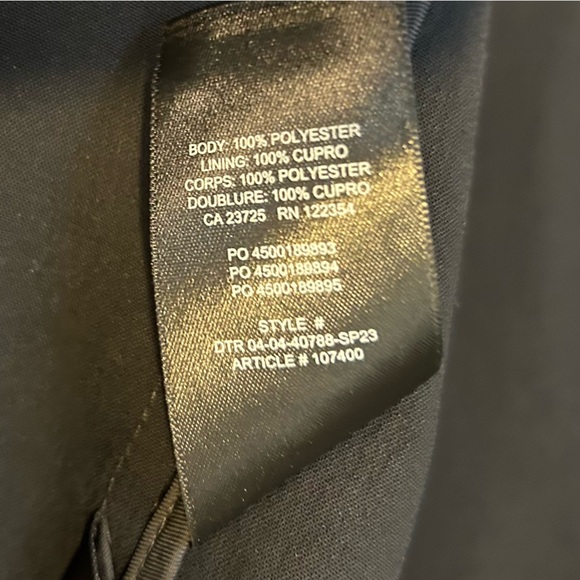 BODY: 100% POLYESTER
LINING: 100% CUPRO
CORPS: 100% POLYESTER
DOUBLURE: 100% CUPRO
CA 23725 RN 122354
PO 4500189893
PO 4500189894
PO 4500189895
STYLE #
DTR 04-04-40788-SP23
ARTICLE # 107400